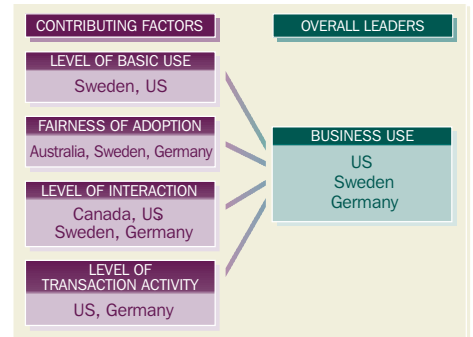 CONTRIBUTING FACTORS
OVERALL LEADERS
LEVEL OF BASIC USE
Sweden, US
FAIRNESS OF ADOPTION
Australia, Sweden, Germany
LEVEL OF INTERACTION
Canada, US
Sweden, Germany
LEVEL OF
TRANSACTION ACTIVITY
US, Germany
BUSINESS USE
US
Sweden
Germany